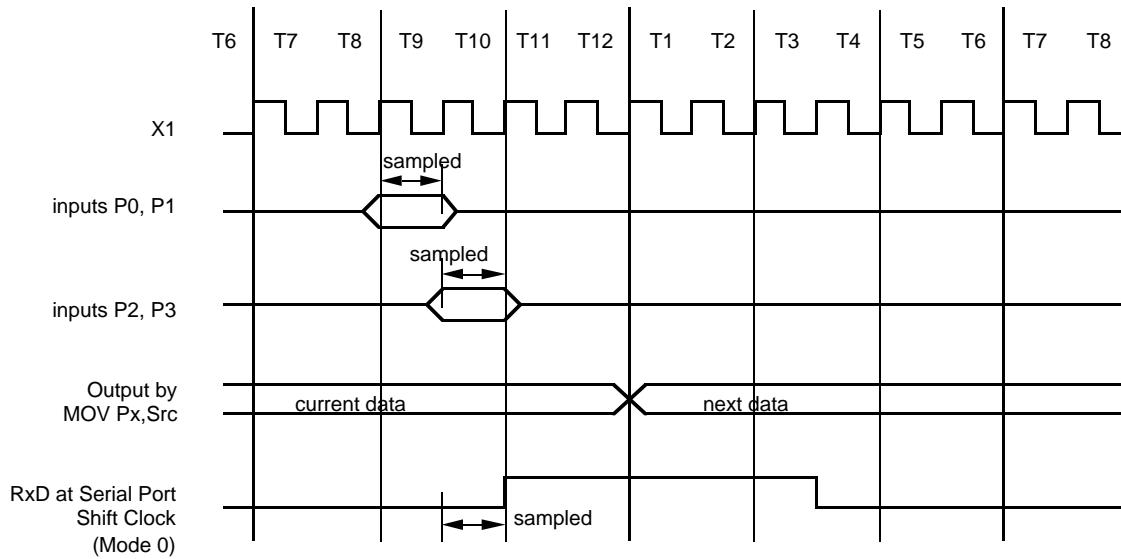 T6 T7 T8 T9 T10 T11 T12 T1 T2 T3 T4 T5 T6 T7 T8
X1
sampled
inputs P0, P1
sampled
inputs P2, P3
Output by
MOV Px,Src
current data
next data
RxD at Serial Port
Shift Clock
(Mode 0)
sampled